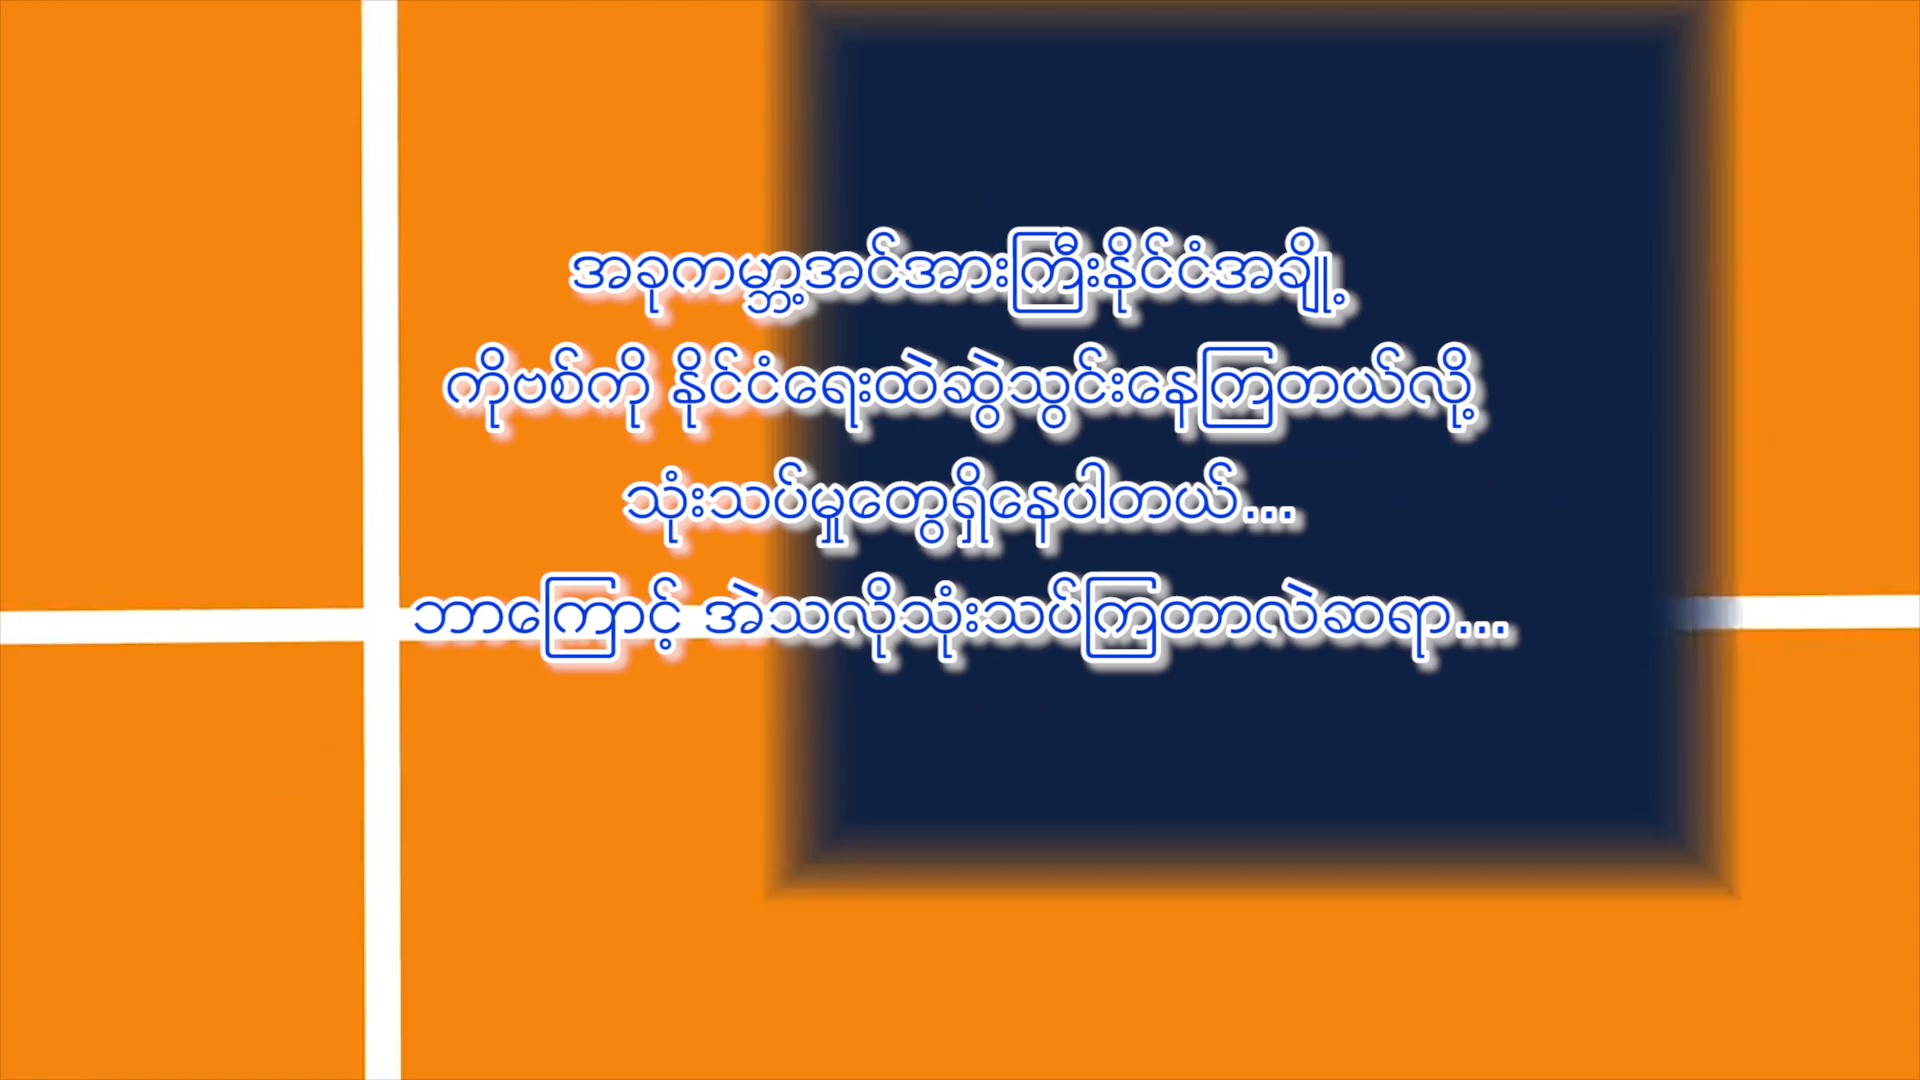 အခုကမ္ဘာ့အင်အားကြီးနိုင်ငံအချို့
ကိုဗစ်ကို နိုင်ငံရေးထဲဆွဲသွင်းနေကြတယ်လို့
သုံးသပ်မှုတွေရှိနေပါတယ်...
ဘာကြောင့် အဲသလိုသုံးသပ်ကြတာလဲဆရာ...